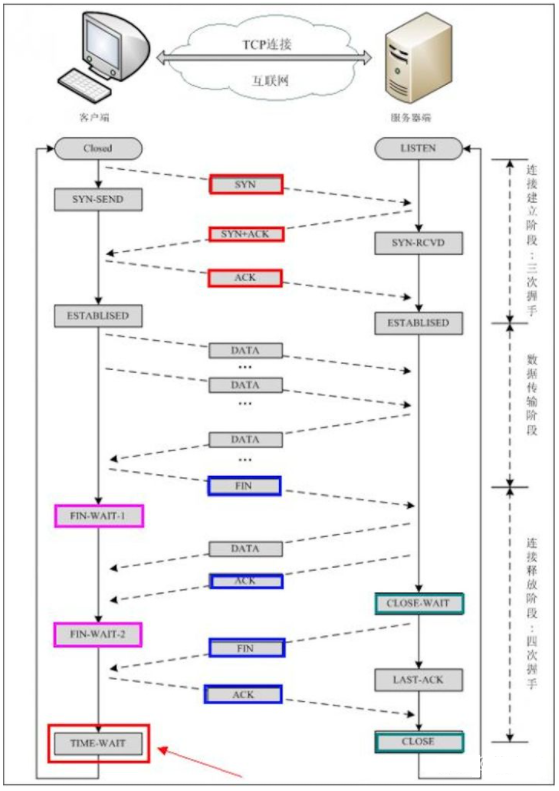 TCP连接
互联网
客户端
服务器端
Closed
LISTEN
SYN
SYN-SEND
SYN+ACK
SYN-RCVD
ACK
ESTABLISED
ESTABLISED
连接建立阶段：三次握手
DATA
...
DATA
...
DATA
...
数据传输阶段
FIN
FIN-WAIT-1
DATA
ACK
CLOSE-WAIT
FIN-WAIT-2
FIN
LAST-ACK
ACK
TIME-WAIT
CLOSE
连接释放阶段：四次握手